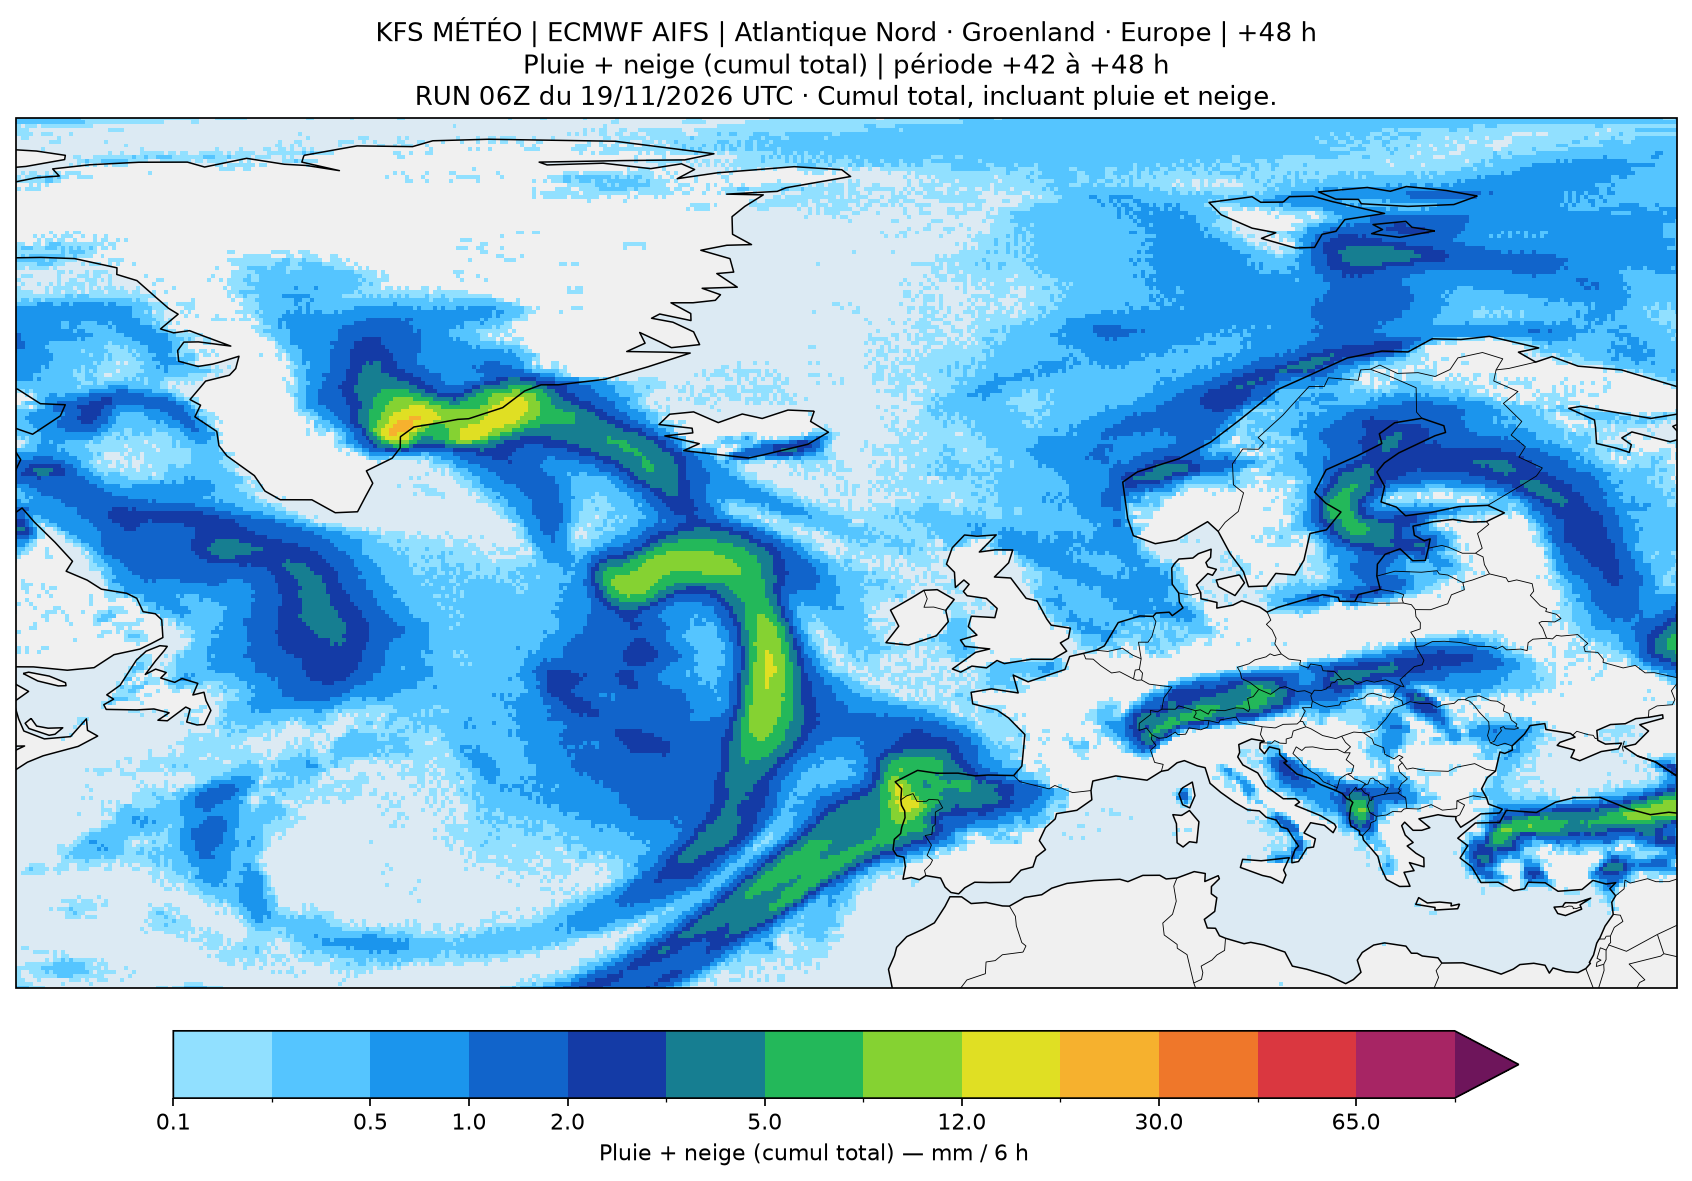 KFS MÉTÉO | ECMWF AIFS | Atlantique Nord · Groenland · Europe | +48 h
Pluie + neige (cumul total) | période +42 à +48 h
RUN 06Z du 19/11/2026 UTC · Cumul total, incluant pluie et neige.
0.1 0.5 1.0 2.0 5.0 12.0 30.0 65.0
Pluie + neige (cumul total) — mm / 6 h